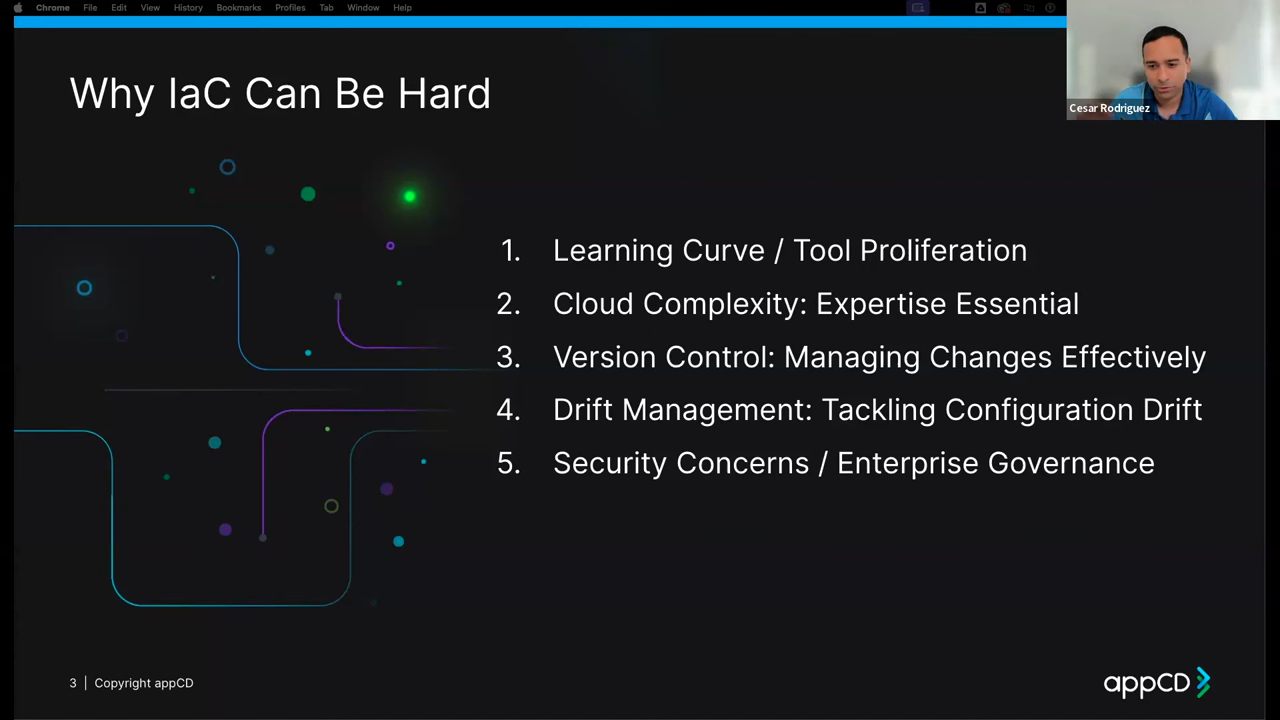 Chrome File Edit View History Bookmarks Profiles Tab Window Help
Cesar Rodriguez
Why IaC Can Be Hard
1. Learning Curve / Tool Proliferation
2. Cloud Complexity: Expertise Essential
3. Version Control: Managing Changes Effectively
4. Drift Management: Tackling Configuration Drift
5. Security Concerns / Enterprise Governance
3 | Copyright appCD
appCD